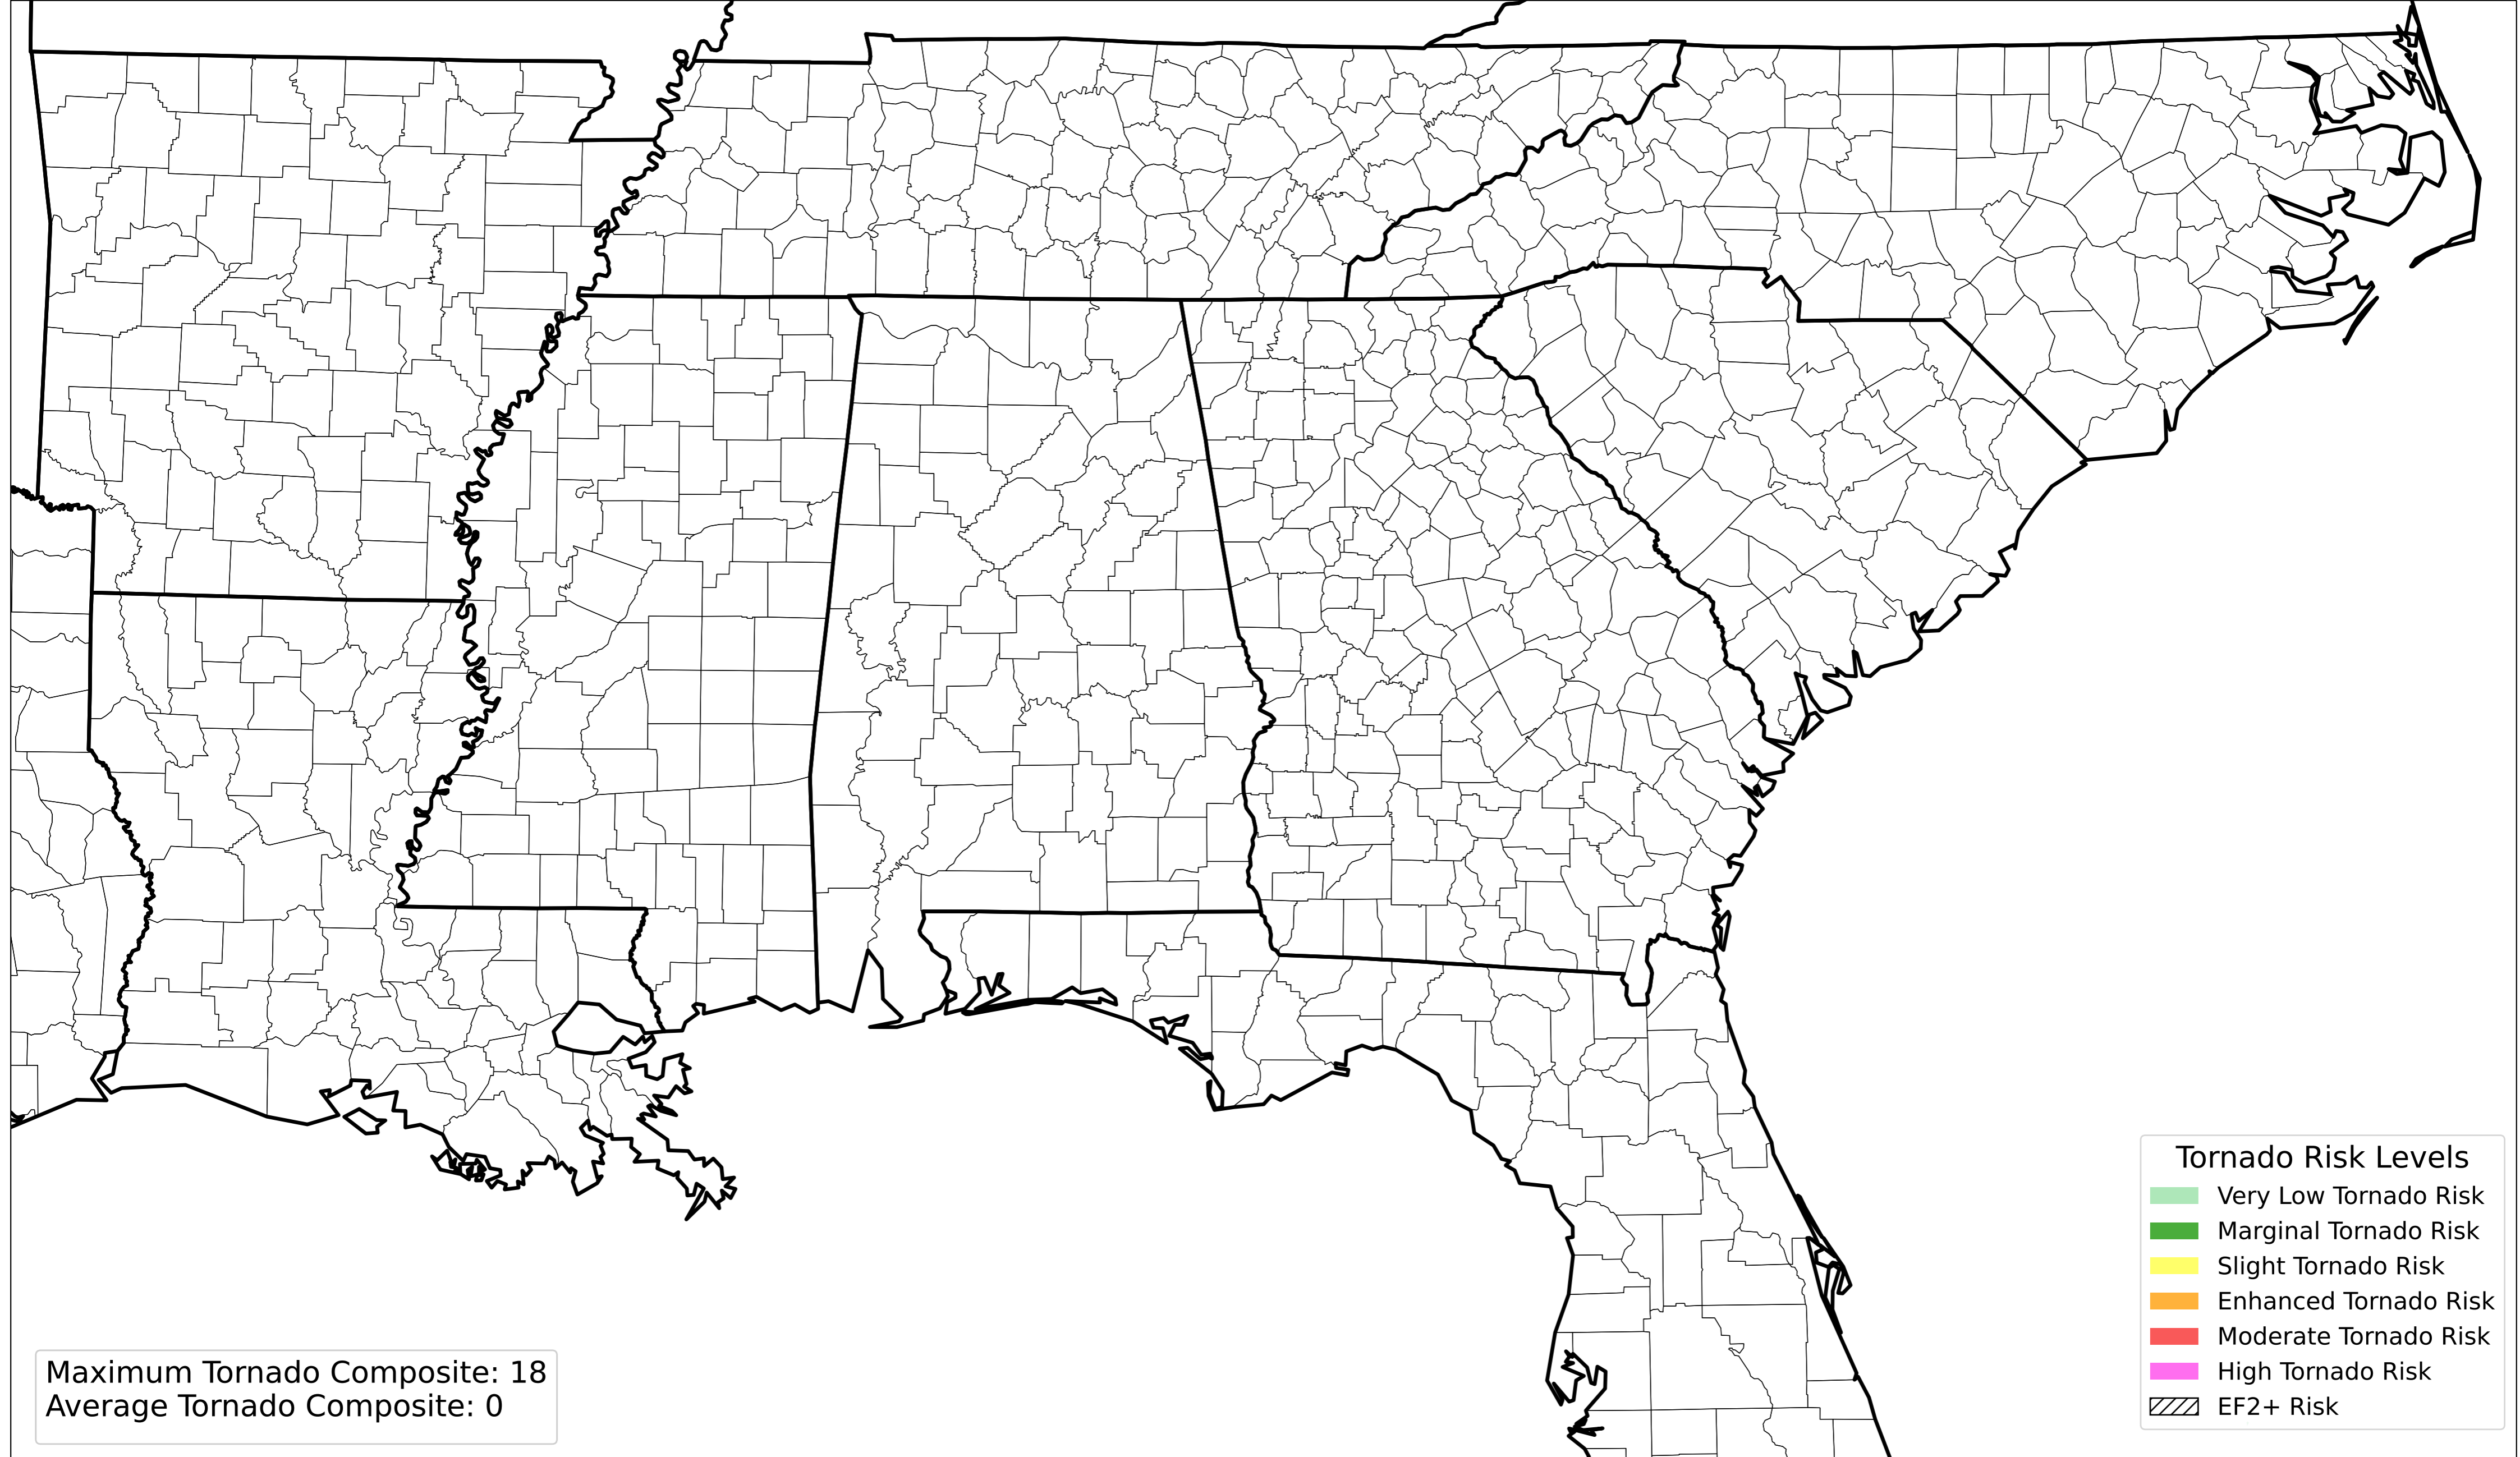 Tornado Risk Levels
Very Low Tornado Risk
Marginal Tornado Risk
Slight Tornado Risk
Enhanced Tornado Risk
Moderate Tornado Risk
High Tornado Risk
EF2+ Risk
Maximum Tornado Composite: 18
Average Tornado Composite: 0